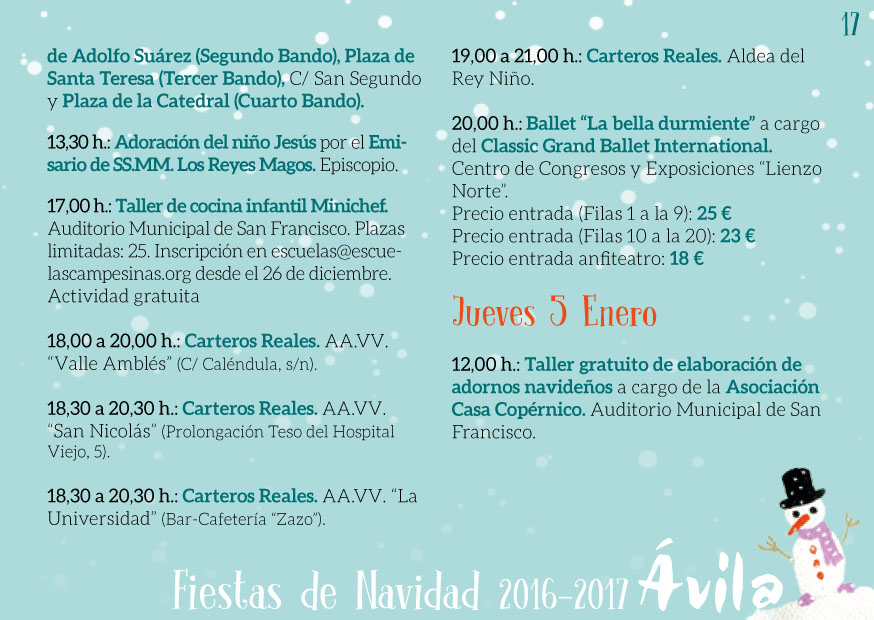 17
de Adolfo Suárez (Segundo Bando), Plaza de
Santa Teresa (Tercer Bando), C/ San Segundo
y Plaza de la Catedral (Cuarto Bando).
13,30 h.: Adoración del niño Jesús por el Emi-
sario de SS.MM. Los Reyes Magos. Episcopio.
17,00 h.: Taller de cocina infantil Minichef.
Auditorio Municipal de San Francisco. Plazas
limitadas: 25. Inscripción en escuelas@escue-
lascampesinas.org desde el 26 de diciembre.
Actividad gratuita
18,00 a 20,00 h.: Carteros Reales. AA.VV.
“Valle Amblés” (C/ Caléndula, s/n).
18,30 a 20,30 h.: Carteros Reales. AA.VV.
“San Nicolás” (Prolongación Teso del Hospital
Viejo, 5).
18,30 a 20,30 h.: Carteros Reales. AA.VV. “La
Universidad” (Bar-Cafetería “Zazo”).
19,00 a 21,00 h.: Carteros Reales. Aldea del
Rey Niño.
20,00 h.: Ballet “La bella durmiente” a cargo
del Classic Grand Ballet International.
Centro de Congresos y Exposiciones “Lienzo
Norte”.
Precio entrada (Filas 1 a la 9): 25 €
Precio entrada (Filas 10 a la 20): 23 €
Precio entrada anfiteatro: 18 €
Jueves 5 Enero
12,00 h.: Taller gratuito de elaboración de
adornos navideños a cargo de la Asociación
Casa Copérnico. Auditorio Municipal de San
Francisco.
Fiestas de Navidad 2016-2017 Ávila